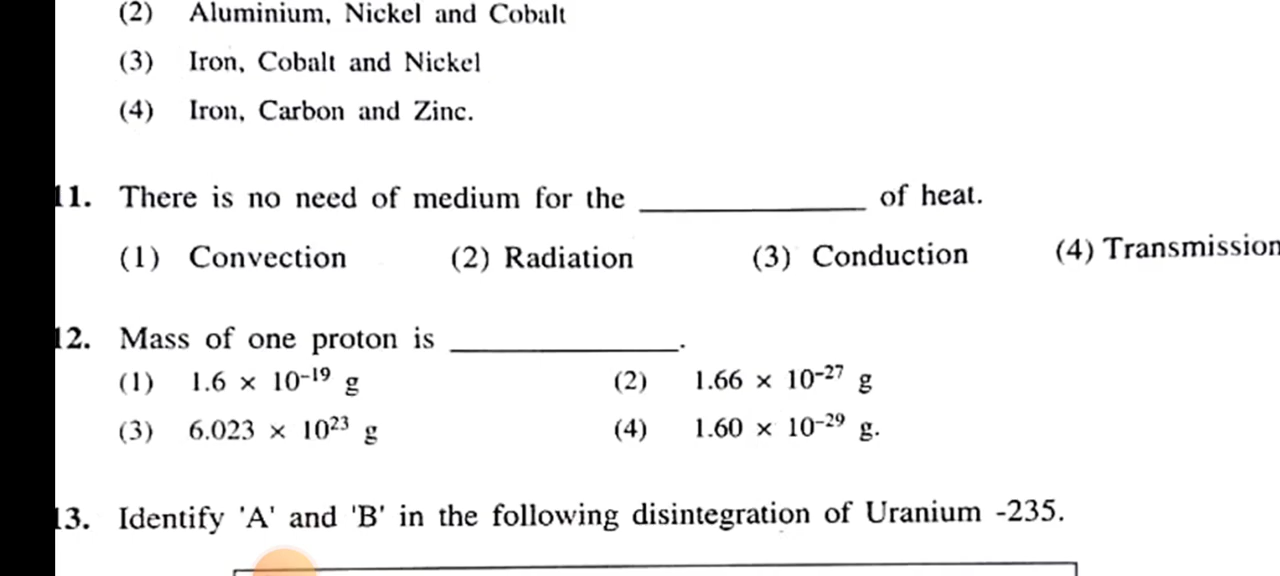 (2) Aluminium, Nickel and Cobalt
(3) Iron, Cobalt and Nickel
(4) Iron, Carbon and Zinc.
11. There is no need of medium for the __________ of heat.
(1) Convection (2) Radiation (3) Conduction (4) Transmission
12. Mass of one proton is __________.
(1) 1.6 × 10⁻¹⁹ g (2) 1.66 × 10⁻²⁷ g
(3) 6.023 × 10²³ g (4) 1.60 × 10⁻²⁹ g.
13. Identify 'A' and 'B' in the following disintegration of Uranium -235.